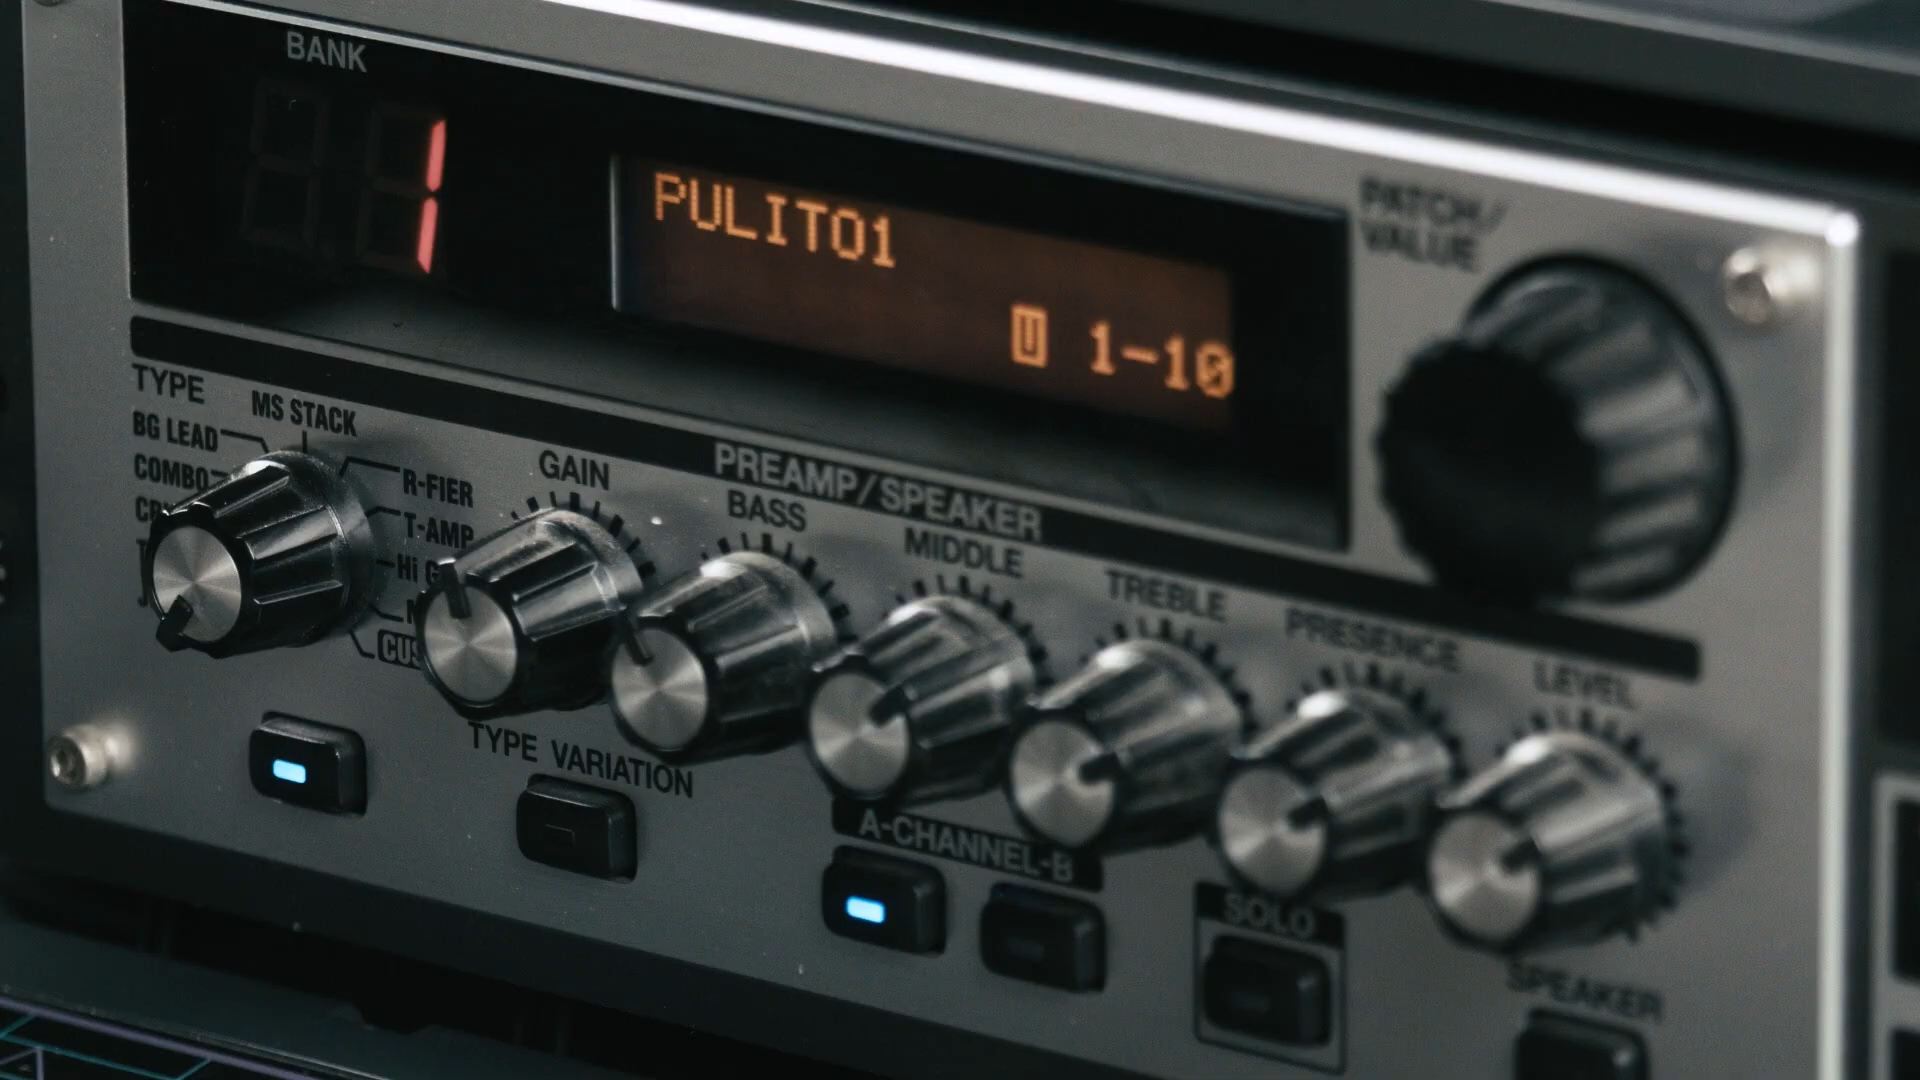 BANK
1
PULITO1
U 1-10
PATCH/
VALUE
TYPE
MS STACK
BG LEAD
COMBO
R-FIER
T-AMP
PREAMP/SPEAKER
GAIN
BASS
MIDDLE
TREBLE
PRESENCE
LEVEL
TYPE VARIATION
A-CHANNEL-B
SOLO
SPEAKER